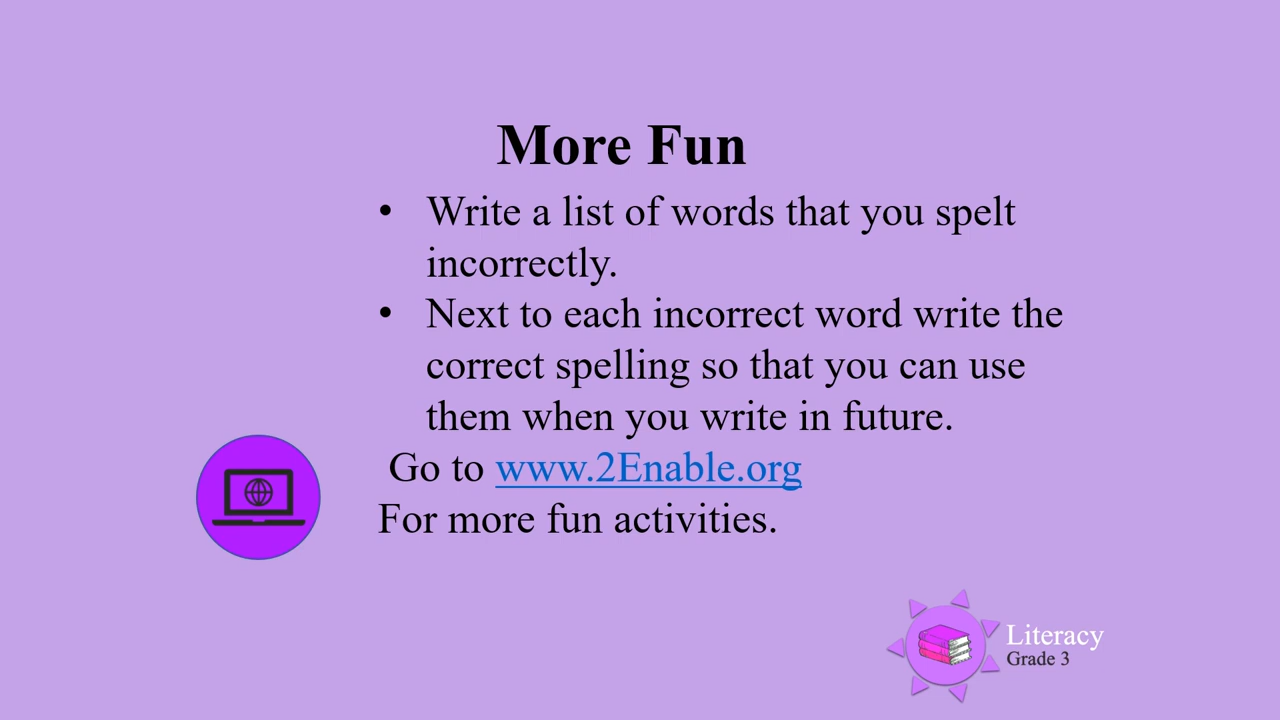 More Fun
• Write a list of words that you spelt
incorrectly.
• Next to each incorrect word write the
correct spelling so that you can use
them when you write in future.
Go to www.2Enable.org
For more fun activities.
Literacy
Grade 3